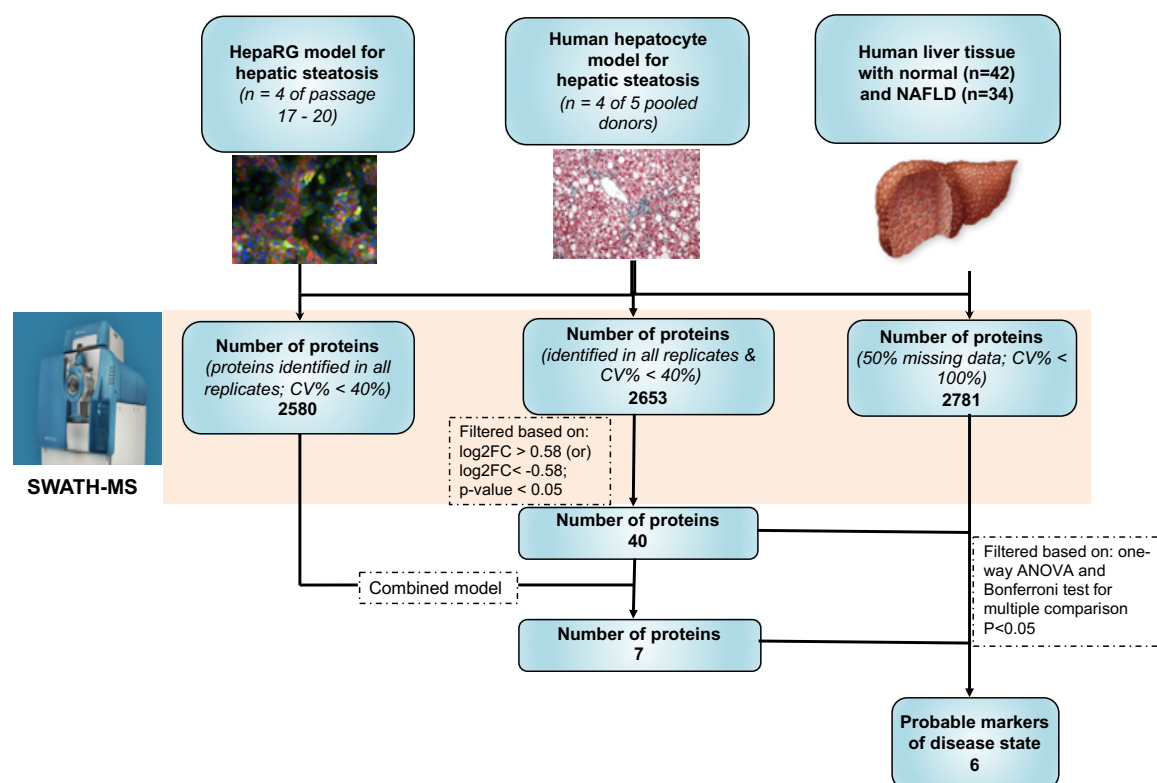 HepaRG model for
hepatic steatosis
(n = 4 of passage
17 - 20)
Human hepatocyte
model for
hepatic steatosis
(n = 4 of 5 pooled
donors)
Human liver tissue
with normal (n=42)
and NAFLD (n=34)
Number of proteins
(proteins identified in all
replicates; CV% < 40%)
2580
Number of proteins
(identified in all replicates &
CV% < 40%)
2653
Number of proteins
(50% missing data; CV% <
100%)
2781
SWATH-MS
Filtered based on:
log2FC > 0.58 (or)
log2FC< -0.58;
p-value < 0.05
Number of proteins
40
Filtered based on: one-
way ANOVA and
Bonferroni test for
multiple comparison
P<0.05
Combined model
Number of proteins
7
Probable markers
of disease state
6